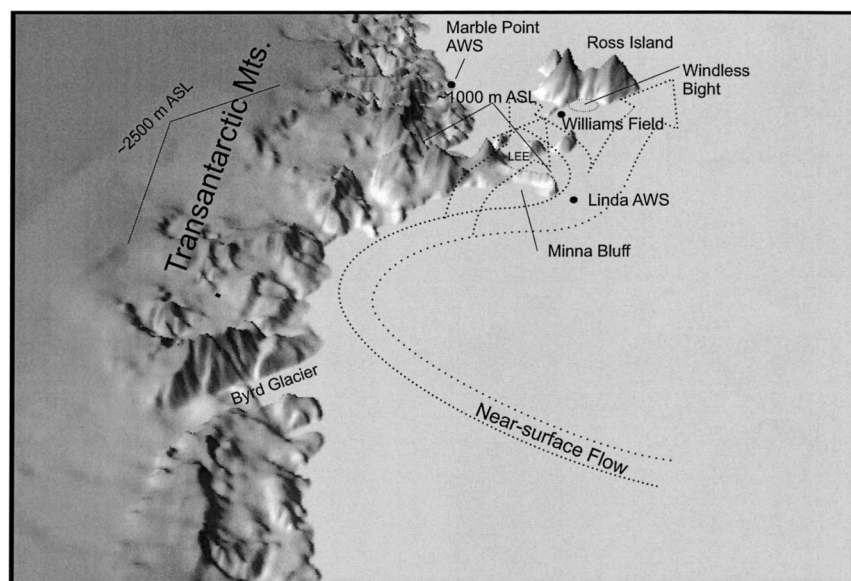 Marble Point
AWS
Ross Island
Windless
Bight
~1000 m ASL
Williams Field
~2500 m ASL
Transantarctic Mts.
LEE
Linda AWS
Minna Bluff
Byrd Glacier
Near-surface Flow